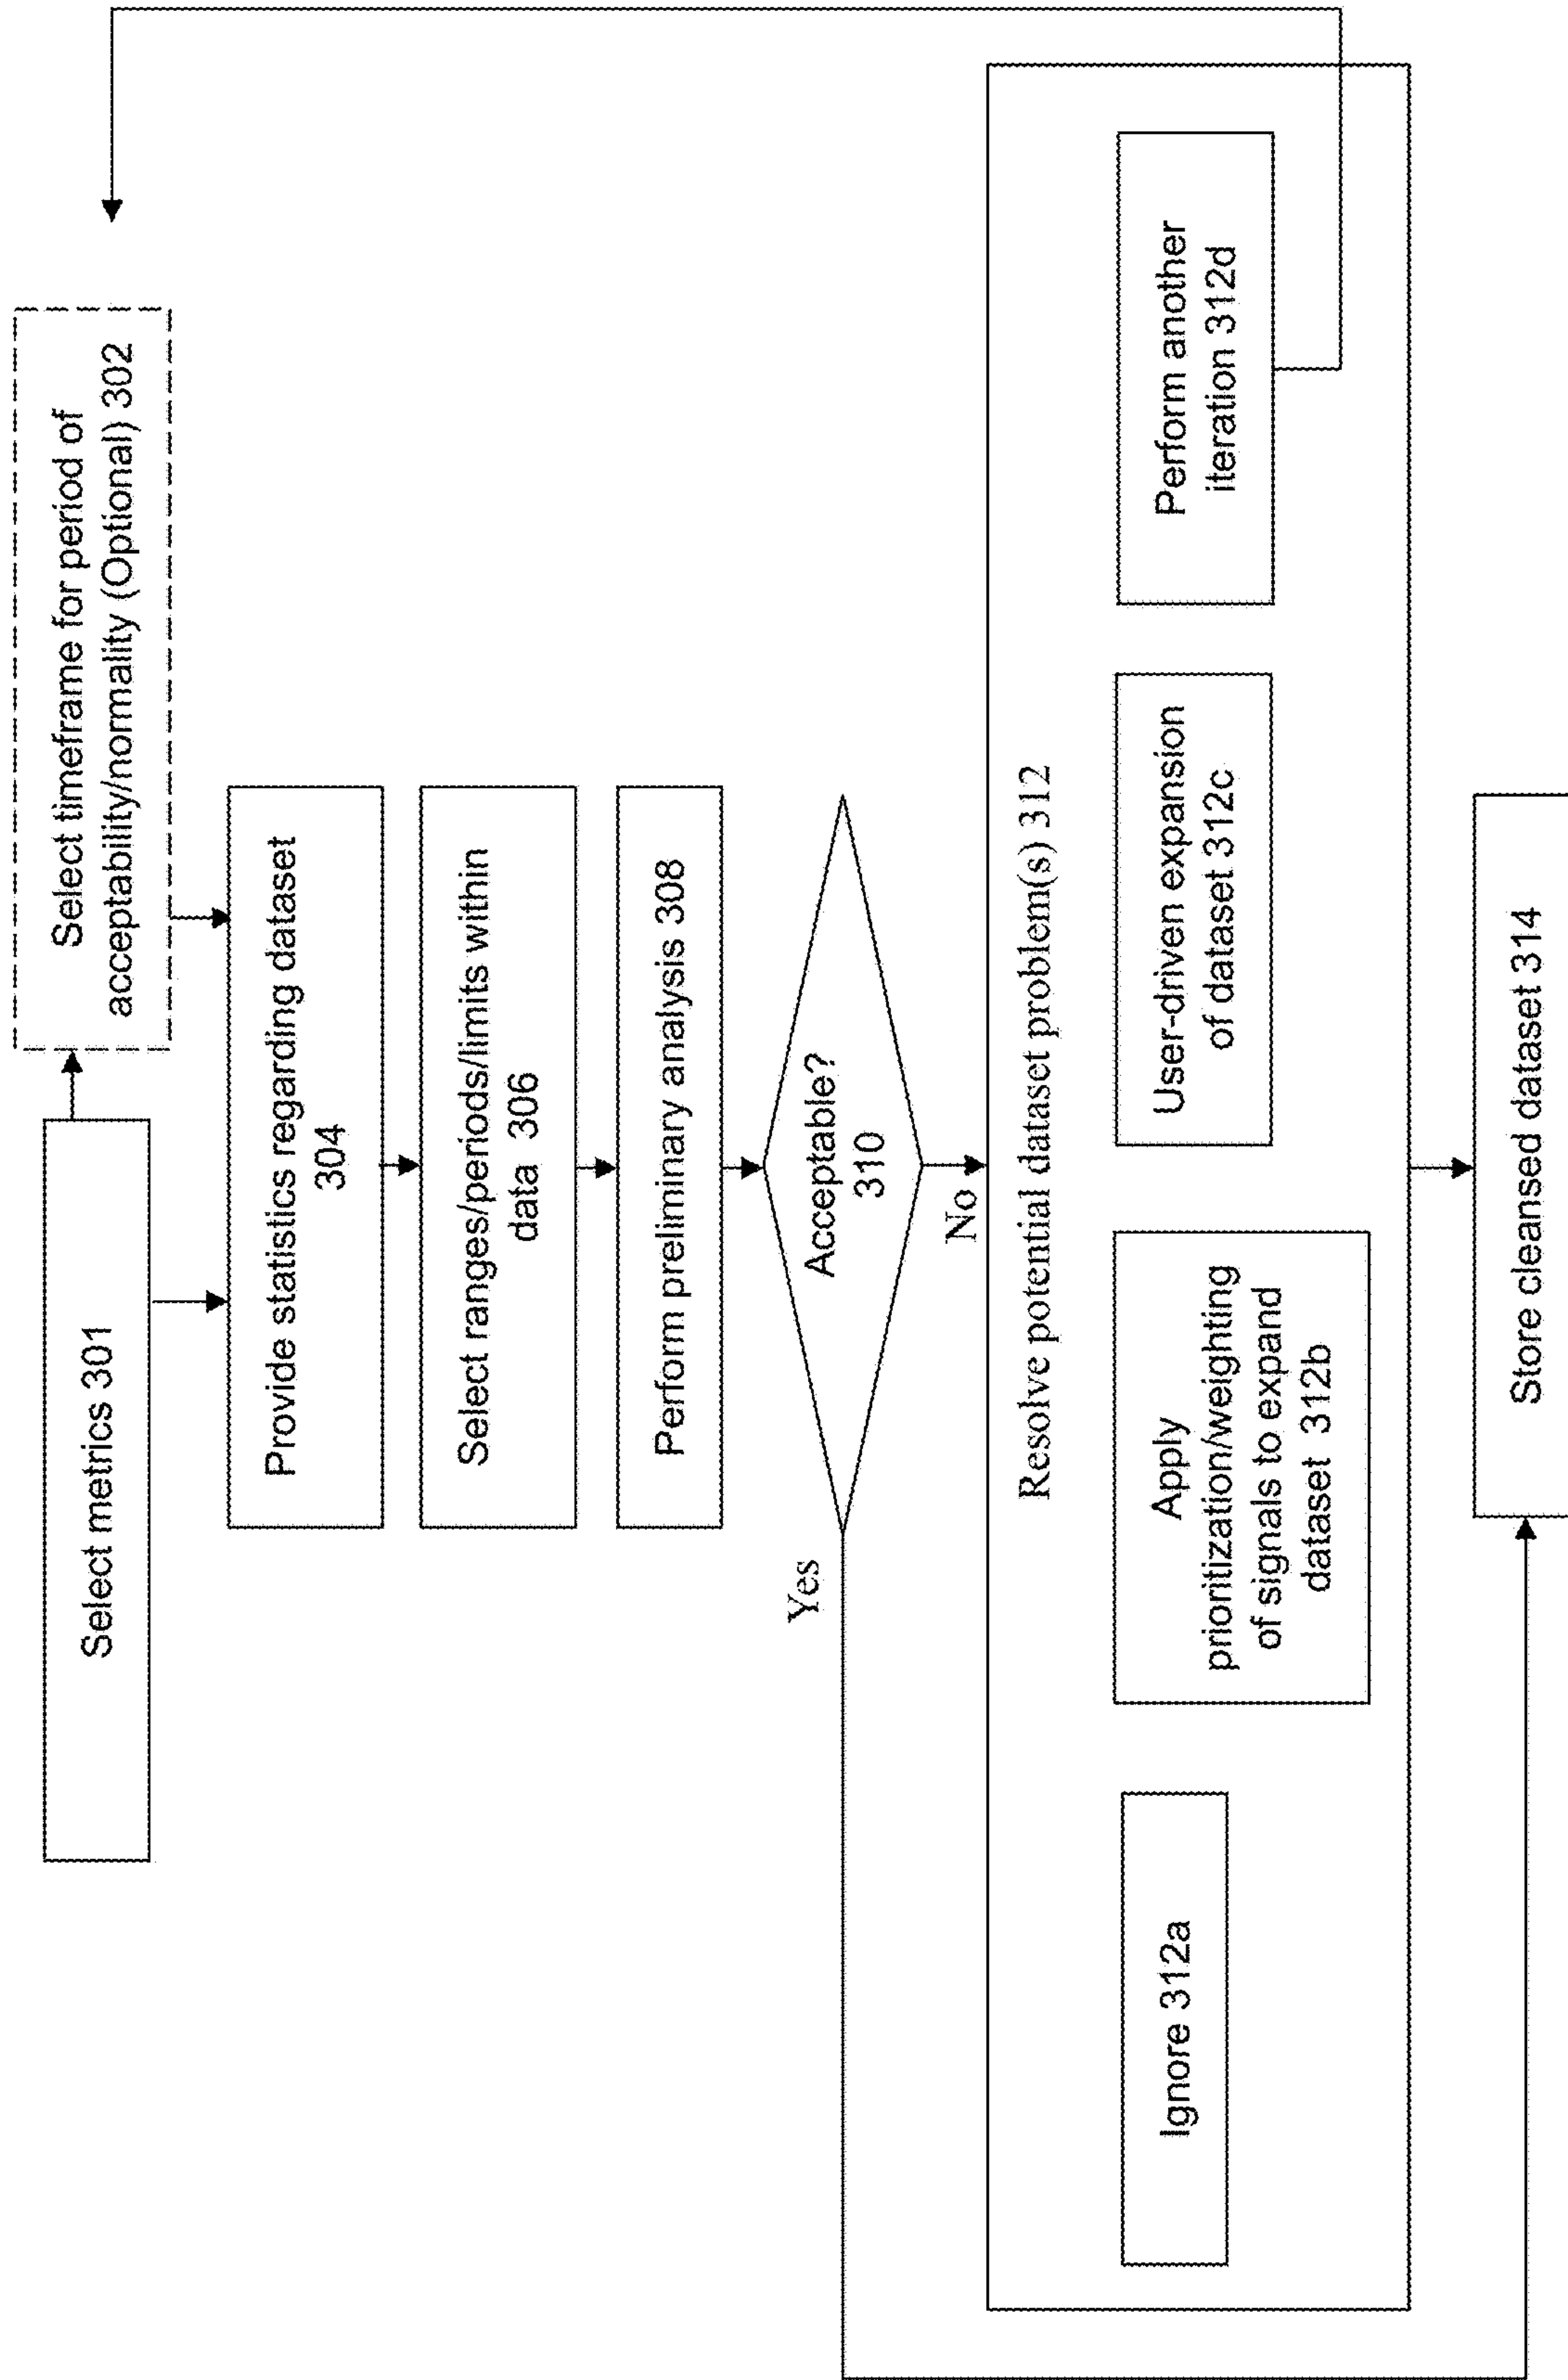 Select metrics 301
Select timeframe for period of
acceptability/normality (Optional) 302
Provide statistics regarding dataset
304
Select ranges/periods/limits within
data 306
Perform preliminary analysis 308
Acceptable?
310
Yes
No
Resolve potential dataset problem(s) 312
Ignore 312a
Apply
prioritization/weighting
of signals to expand
dataset 312b
User-driven expansion
of dataset 312c
Perform another
iteration 312d
Store cleansed dataset 314